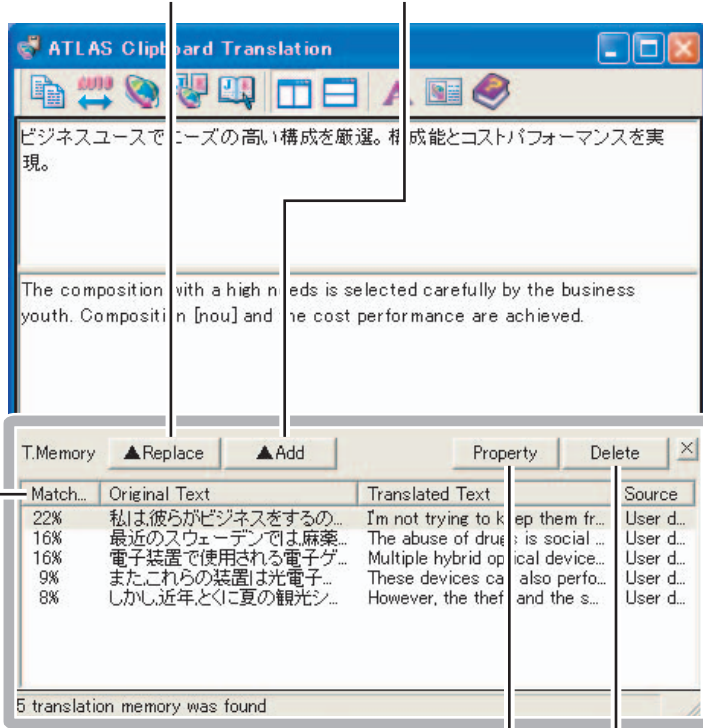 ATLAS Clipboard Translation
AUTO
ビジネスユースでニーズの高い構成を厳選。構成能とコストパフォーマンスを実
現。
The composition with a high needs is selected carefully by the business
youth. Composition [nou] and the cost performance are achieved.
T.Memory ▲Replace ▲Add Property Delete
Match... Original Text Translated Text Source
22% 私は,彼らがビジネスをするの... I'm not trying to keep them fr... User d...
16% 最近のスウェーデンでは,麻薬... The abuse of drugs is social ... User d...
16% 電子装置で使用される電子ゲ... Multiple hybrid optical device... User d...
9% また,これらの装置は光電子... These devices can also perfo... User d...
8% しかし,近年,とくに夏の観光シ... However, the theft and the s... User d...
5 translation memory was found